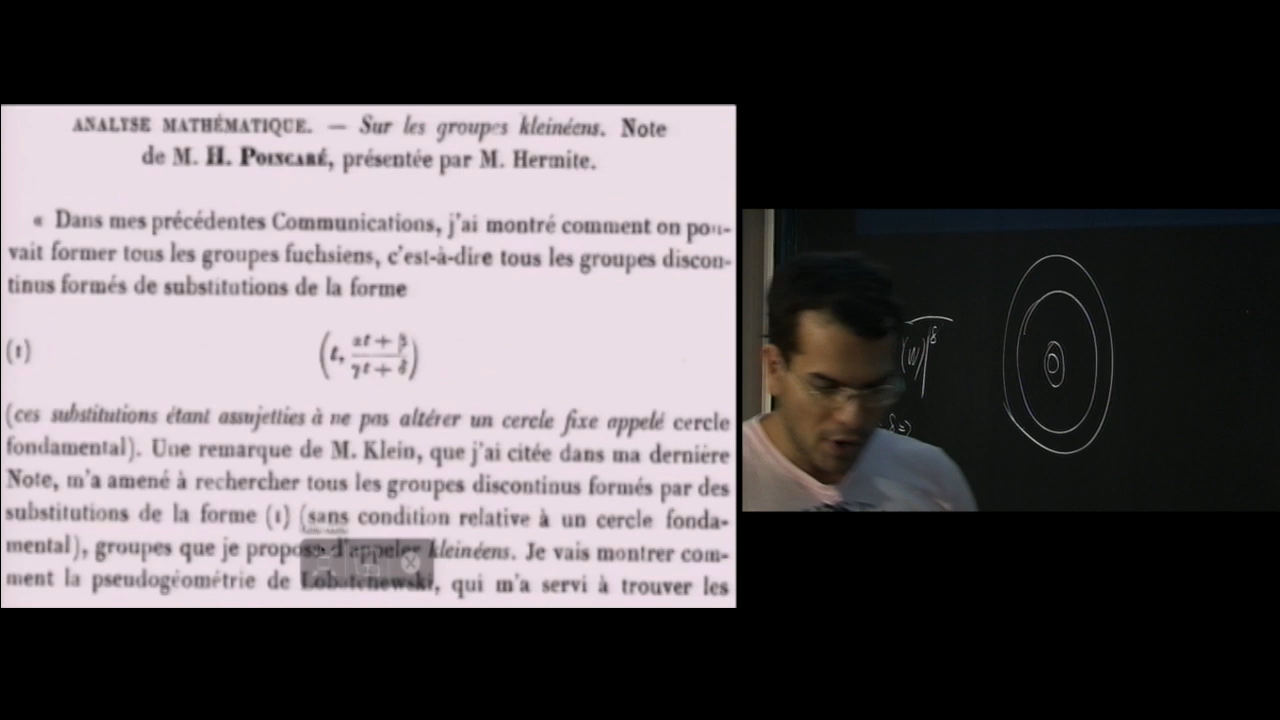 ANALYSE MATHÉMATIQUE. — Sur les groupes kleinéens. Note
de M. H. Poincaré, présentée par M. Hermite.
« Dans mes précédentes Communications, j'ai montré comment on pou-
vait former tous les groupes fuchsiens, c'est-à-dire tous les groupes discon-
tinus formés de substitutions de la forme
(1) (t, αt + β / γt + δ)
(ces substitutions étant assujetties à ne pas altérer un cercle fixe appelé cercle
fondamental). Une remarque de M. Klein, que j'ai citée dans ma dernière
Note, m'a amené à rechercher tous les groupes discontinus formés par des
substitutions de la forme (1) (sans condition relative à un cercle fonda-
mental), groupes que je propose d'appeler kleinéens. Je vais montrer com-
ment la pseudogéométrie de Lobatchewski, qui m'a servi à trouver les